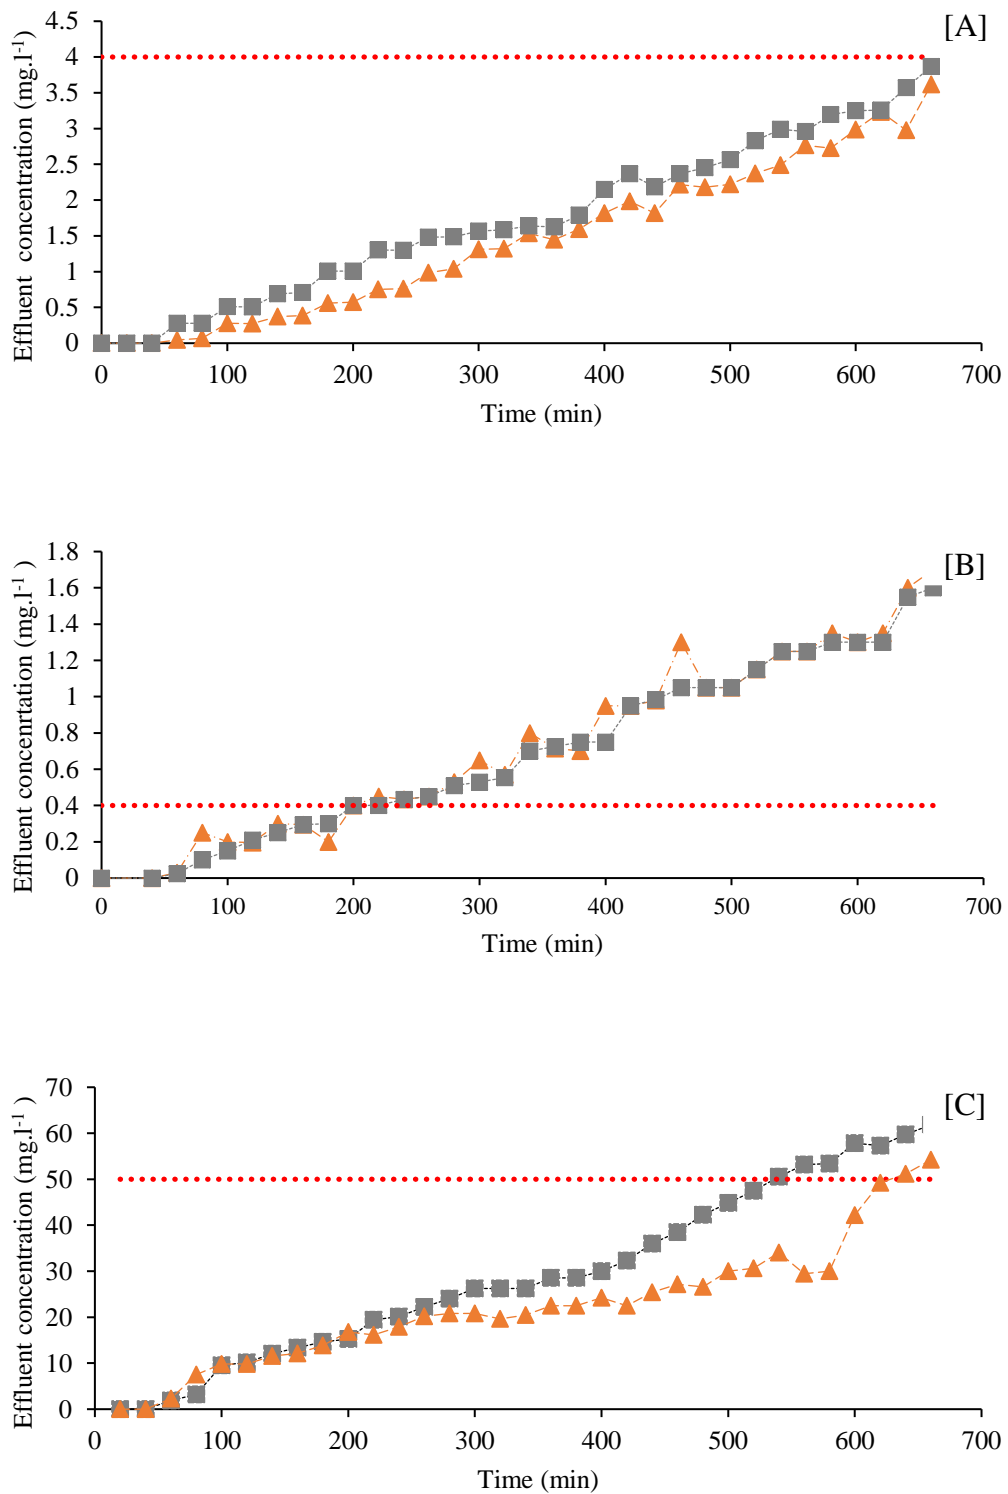 [A]
Effluent concentration (mg.l-1 )
4.5
4
3.5
3
2.5
2
1.5
1
0.5
0
0 100 200 300 400 500 600 700
Time (min)
[B]
Effluent concenrtation (mg.l-1 )
1.8
1.6
1.4
1.2
1
0.8
0.6
0.4
0.2
0
0 100 200 300 400 500 600 700
Time (min)
[C]
Effluent concentration (mg.l-1 )
70
60
50
40
30
20
10
0
0 100 200 300 400 500 600 700
Time (min)